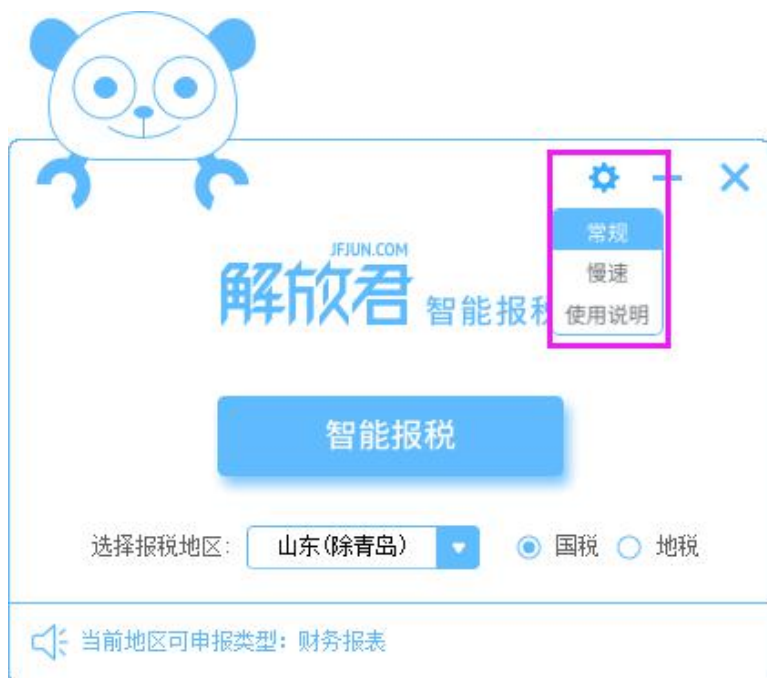 常规
慢速
使用说明
JFJUN.COM
解放君 智能报税
智能报税
选择报税地区: 山东(除青岛) 国税 地税
当前地区可申报类型: 财务报表